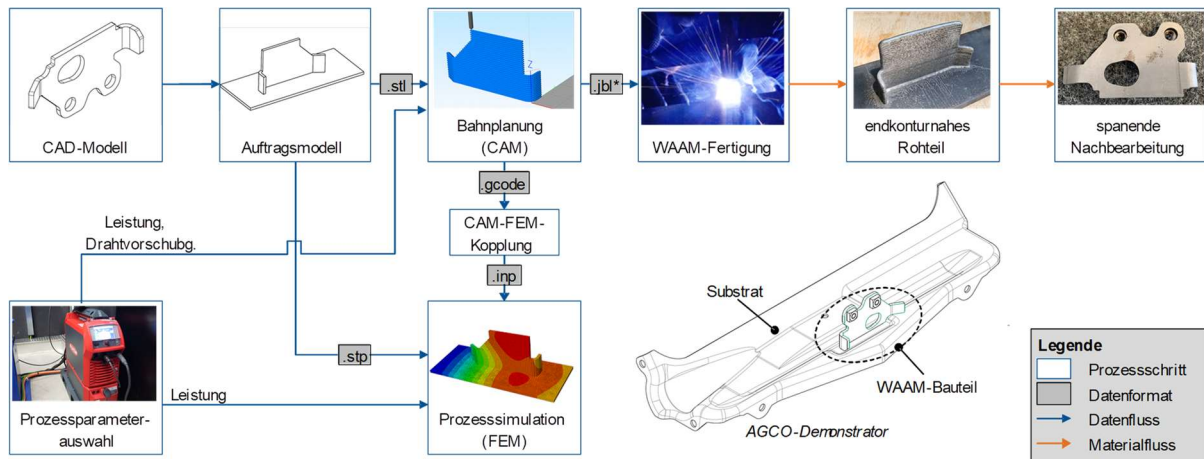 CAD-Modell
Auftragsmodell
.stl
Z
Bahnplanung
(CAM)
.jbl*
WAAM-Fertigung
endkonturnahes
Rohteil
spanende
Nachbearbeitung
.gcode
CAM-FEM-
Kopplung
.inp
Leistung,
Drahtvorschubg.
.stp
Leistung
Prozessparameter-
auswahl
Prozesssimulation
(FEM)
Substrat
WAAM-Bauteil
AGCO-Demonstrator
Legende
Prozessschritt
Datenformat
Datenfluss
Materialfluss